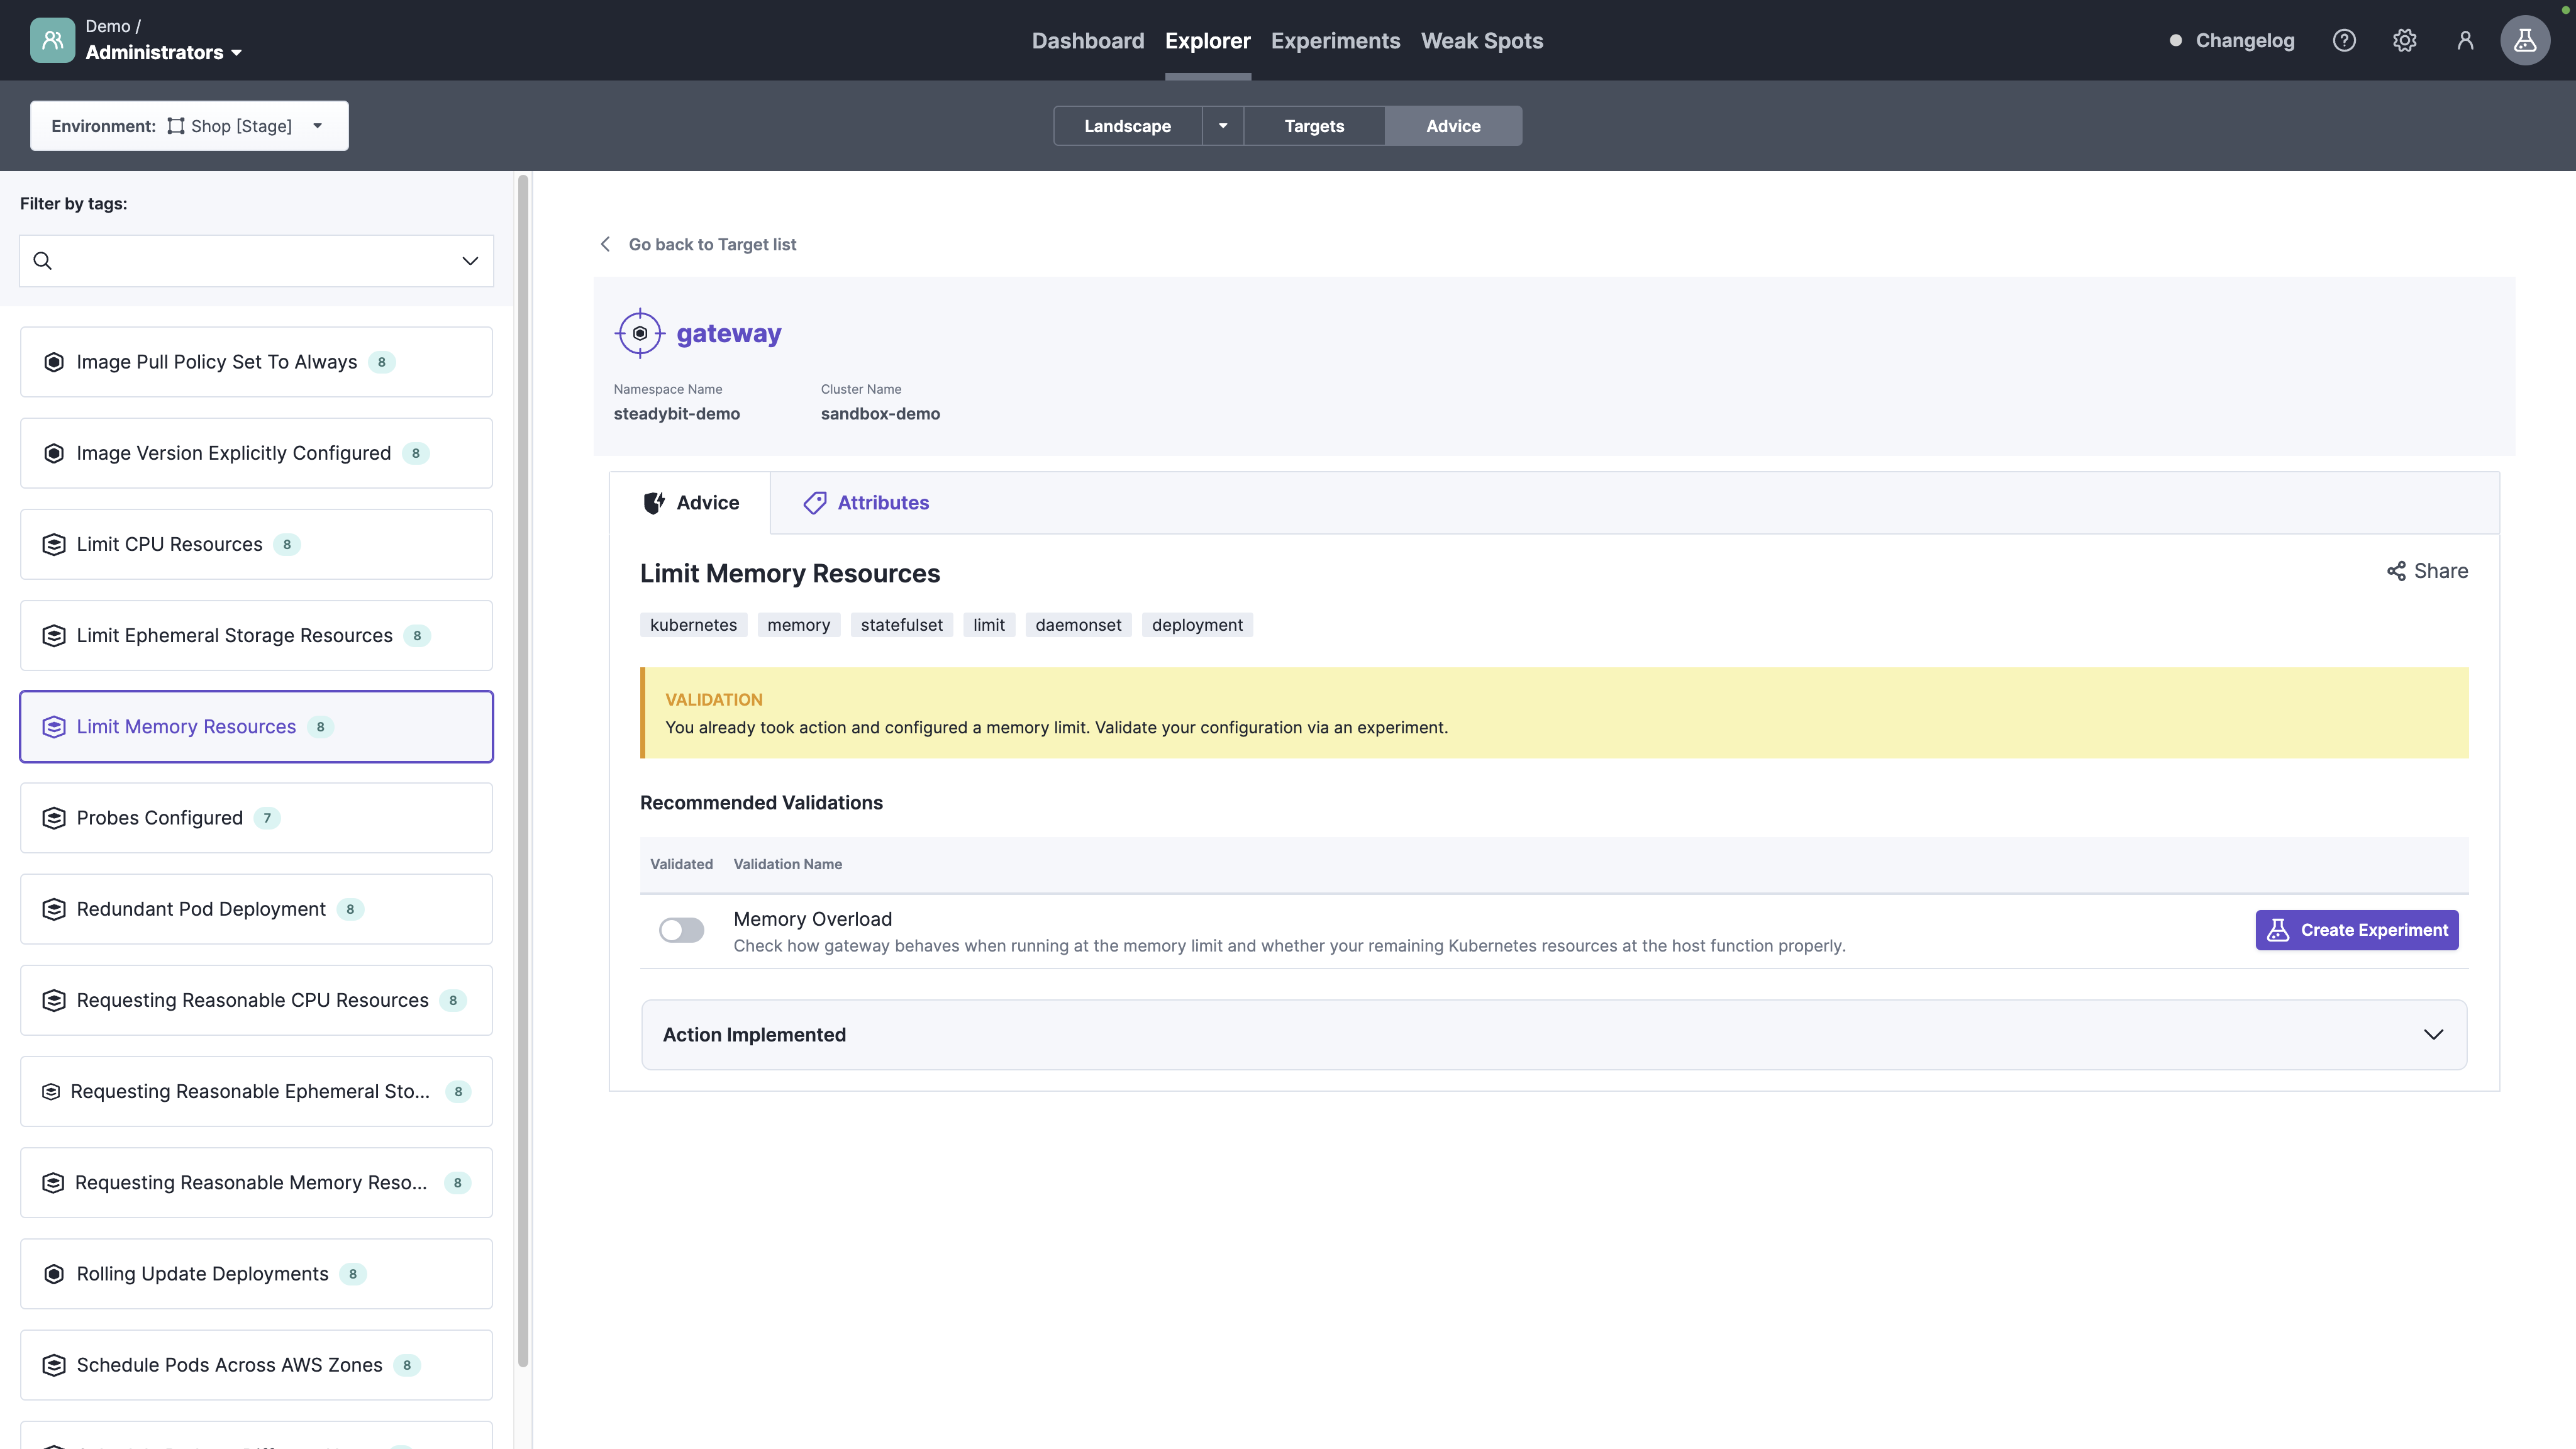 Demo /
Administrators
Dashboard
Explorer
Experiments
Weak Spots
Changelog
Environment:
Shop [Stage]
Landscape
Targets
Advice
Filter by tags:
Image Pull Policy Set To Always 8
Image Version Explicitly Configured 8
Limit CPU Resources 8
Limit Ephemeral Storage Resources 8
Limit Memory Resources 8
Probes Configured 7
Redundant Pod Deployment 8
Requesting Reasonable CPU Resources 8
Requesting Reasonable Ephemeral Sto... 8
Requesting Reasonable Memory Reso... 8
Rolling Update Deployments 8
Schedule Pods Across AWS Zones 8
Go back to Target list
gateway
Namespace Name
steadybit-demo
Cluster Name
sandbox-demo
Advice
Attributes
Limit Memory Resources
Share
kubernetes memory statefulset limit daemonset deployment
VALIDATION
You already took action and configured a memory limit. Validate your configuration via an experiment.
Recommended Validations
Validated Validation Name
Memory Overload
Check how gateway behaves when running at the memory limit and whether your remaining Kubernetes resources at the host function properly.
Create Experiment
Action Implemented